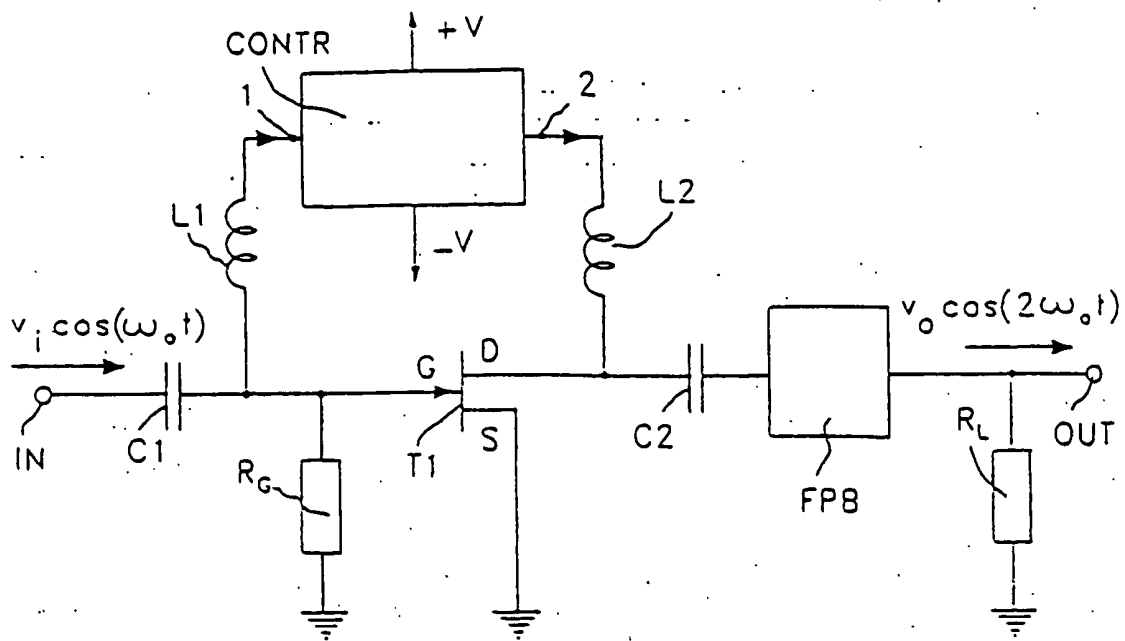 +V
CONTR
1
2
L1
L2
-V
v_i cos(ω_o t)
v_o cos(2ω_o t)
G
D
S
T1
C1
C2
IN
R_G
FPB
R_L
OUT